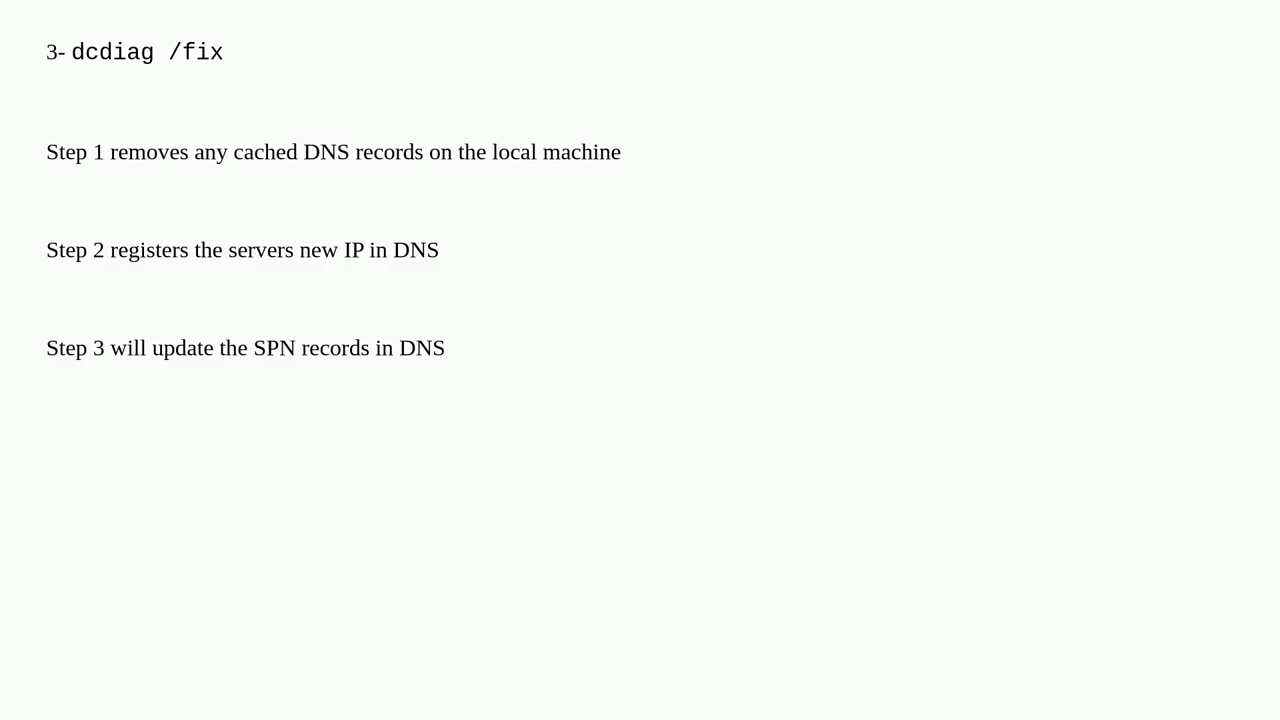 3- dcdiag /fix
Step 1 removes any cached DNS records on the local machine
Step 2 registers the servers new IP in DNS
Step 3 will update the SPN records in DNS